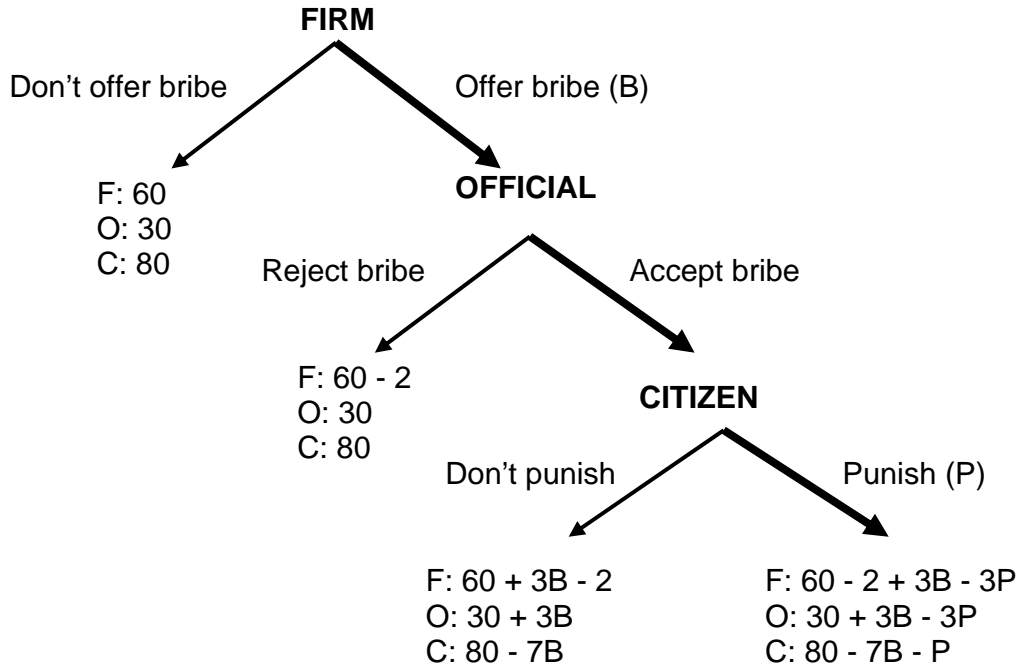 FIRM
Don’t offer bribe
Offer bribe (B)
F: 60
O: 30
C: 80
OFFICIAL
Reject bribe
Accept bribe
F: 60 - 2
O: 30
C: 80
CITIZEN
Don’t punish
Punish (P)
F: 60 + 3B - 2
O: 30 + 3B
C: 80 - 7B
F: 60 - 2 + 3B - 3P
O: 30 + 3B - 3P
C: 80 - 7B - P